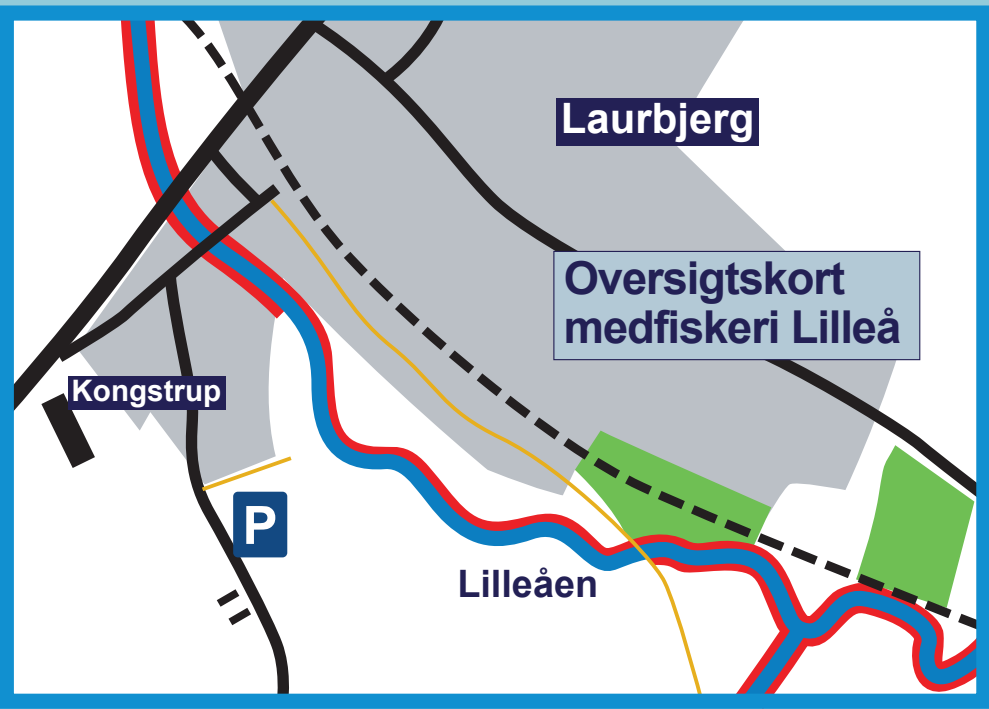 Laurbjerg
Oversigtskort
medfiskeri Lilleå
Kongstrup
P
Lilleåen